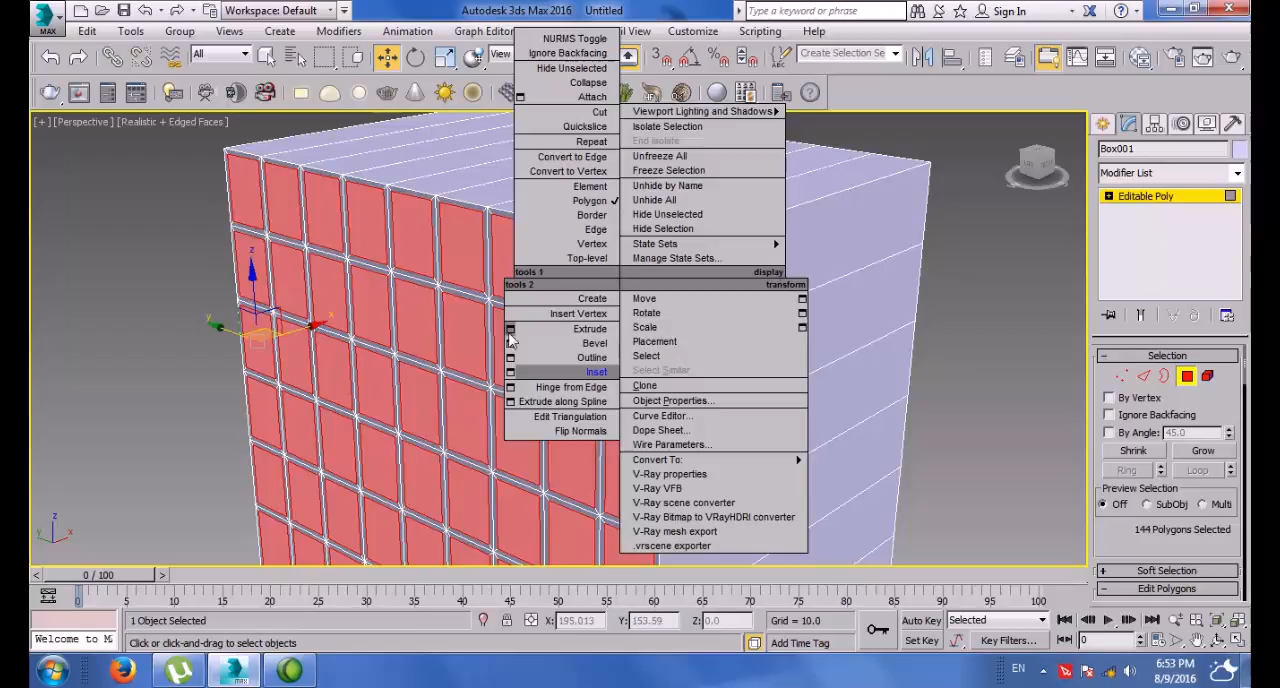 MAX
Workspace: Default
Autodesk 3ds Max 2016 Untitled
Type a keyword or phrase
Sign In
Edit Tools Group Views Create Modifiers Animation Graph Editor l View Customize Scripting Help
All
View
Create Selection Se
[ + ] [Perspective ] [Realistic + Edged Faces ]
NURMS Toggle
Ignore Backfacing
Hide Unselected
Collapse
Attach
Cut
Quickslice
Repeat
Convert to Edge
Convert to Vertex
Element
Polygon
Border
Edge
Vertex
Top-level
tools 1
Viewport Lighting and Shadows
Isolate Selection
End Isolate
Unfreeze All
Freeze Selection
Unhide by Name
Unhide All
Hide Unselected
Hide Selection
State Sets
Manage State Sets...
display
tools 2
Create
Insert Vertex
Extrude
Bevel
Outline
Inset
Hinge from Edge
Extrude along Spline
Edit Triangulation
Flip Normals
transform
Move
Rotate
Scale
Placement
Select
Select Similar
Clone
Object Properties...
Curve Editor...
Dope Sheet...
Wire Parameters...
Convert To:
V-Ray properties
V-Ray VFB
V-Ray scene converter
V-Ray Bitmap to VRayHDRI converter
V-Ray mesh export
.vrscene exporter
z
y
x
z
y
x
Box001
Modifier List
Editable Poly
Selection
By Vertex
Ignore Backfacing
By Angle: 45.0
Shrink Grow
Ring Loop
Preview Selection
Off SubObj Multi
144 Polygons Selected
Soft Selection
Edit Polygons
< 0 / 100 >
0 5 10 15 20 25 30 35 40 45 50 55 60 65 70 75 80 85 90 95 100
1 Object Selected
X: 195.013 Y: 153.59 Z: 0.0
Grid = 10.0
Auto Key Selected
Welcome to M
Click or click-and-drag to select objects
Add Time Tag
Set Key Key Filters... 0
MAX
EN
6:53 PM
8/9/2016